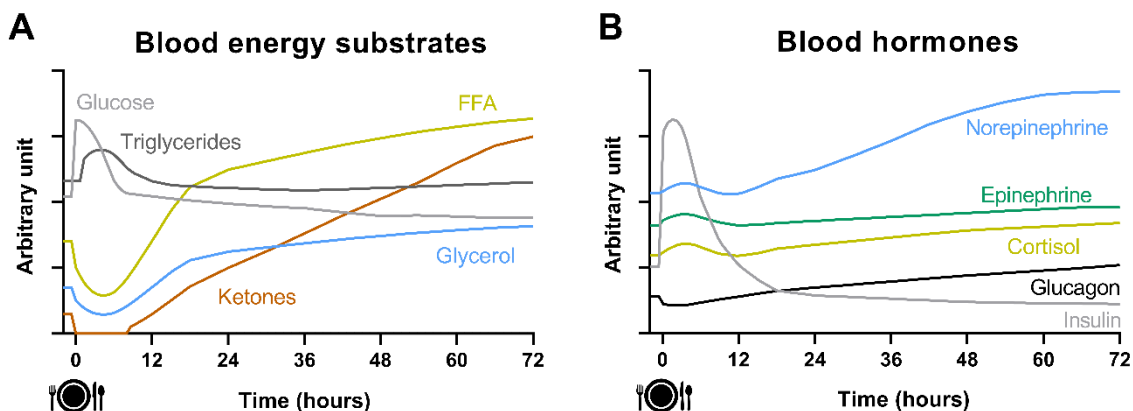 A
Blood energy substrates
Arbitrary unit
Glucose
Triglycerides
FFA
Glycerol
Ketones
0 12 24 36 48 60 72
Time (hours)
B
Blood hormones
Arbitrary unit
Norepinephrine
Epinephrine
Cortisol
Glucagon
Insulin
0 12 24 36 48 60 72
Time (hours)